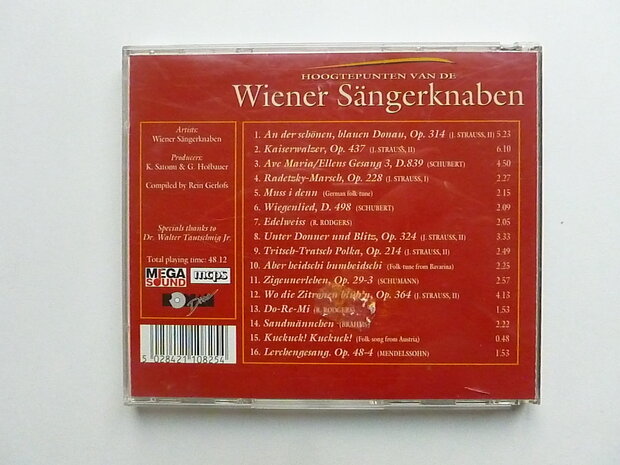 HOOGTEPUNTEN VAN DE
Wiener Sängerknaben
Artists:
Wiener Sängerknaben
Producers:
K. Satomi & G. Hofbauer
Compiled by Rein Gerlofs
Specials thanks to
Dr. Walter Tautschnig Jr.
Total playing time: 48.12
MEGA SOUND
mcps
5 028421 108254
1. An der schönen, blauen Donau, Op. 314 (J. STRAUSS, II) 5.23
2. Kaiserwalzer, Op. 437 (J. STRAUSS, II) 6.10
3. Ave Maria/Ellens Gesang 3, D.839 (SCHUBERT) 4:50
4. Radetzky-Marsch, Op. 228 (J. STRAUSS, I) 2:27
5. Muss i denn (German folk tune) 2:15
6. Wiegenlied, D. 498 (SCHUBERT) 2:09
7. Edelweiss (R. RODGERS) 2.05
8. Unter Donner und Blitz, Op. 324 (J. STRAUSS, II) 3:33
9. Tritsch-Tratsch Polka, Op. 214 (J. STRAUSS, II) 2:49
10. Aber heidschi bumbeidschi (Folk-tune from Bavarina) 2:25
11. Zigeunerleben, Op. 29-3 (SCHUMANN) 2:57
12. Wo die Zitronen blüh'n, Op. 364 (J. STRAUSS, II) 4:13
13. Do-Re-Mi (R. RODGERS) 1:53
14. Sandmännchen (BRAHMS) 2:22
15. Kuckuck! Kuckuck! (Folk song from Austria) 0.48
16. Lerchengesang. Op. 48-4 (MENDELSSOHN) 1:53